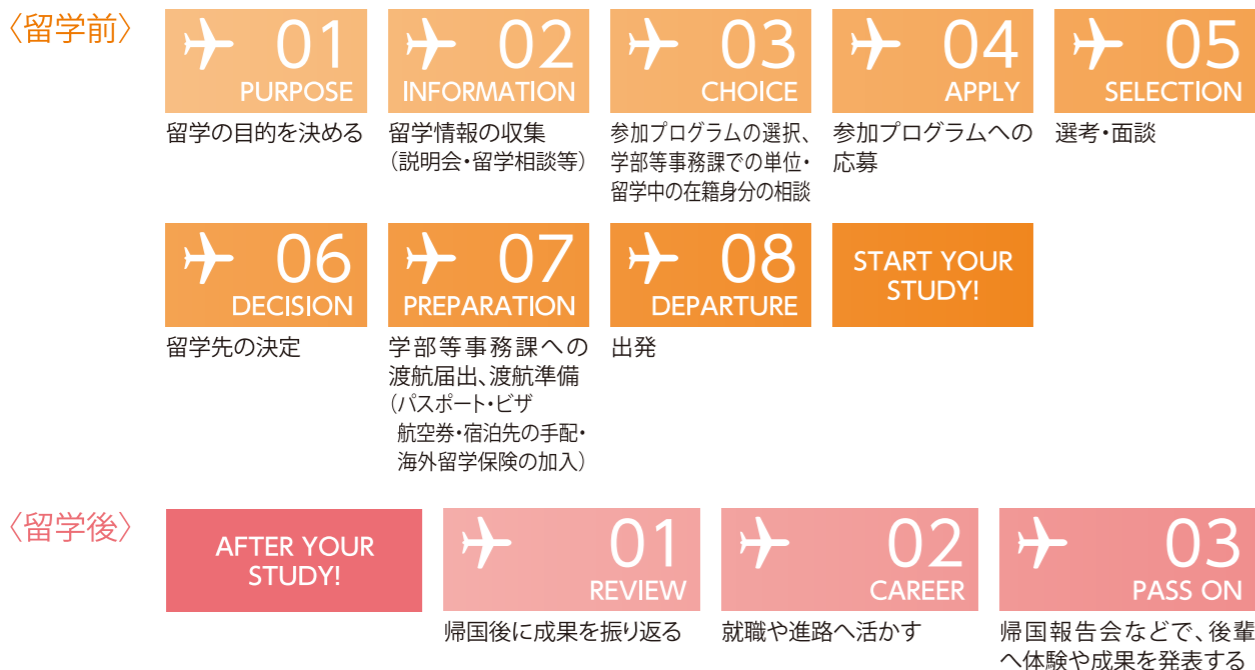 〈留学前〉
01
PURPOSE
留学の目的を決める
02
INFORMATION
留学情報の収集
(説明会・留学相談等)
03
CHOICE
参加プログラムの選択、
学部等事務課での単位・
留学中の在籍身分の相談
04
APPLY
参加プログラムへの
応募
05
SELECTION
選考・面談
06
DECISION
留学先の決定
07
PREPARATION
学部等事務課への
渡航届出、渡航準備
(パスポート・ビザ
航空券・宿泊先の手配・
海外留学保険の加入)
08
DEPARTURE
出発
START YOUR
STUDY!
〈留学後〉
AFTER YOUR
STUDY!
01
REVIEW
帰国後に成果を振り返る
02
CAREER
就職や進路へ活かす
03
PASS ON
帰国報告会などで、後輩
へ体験や成果を発表する